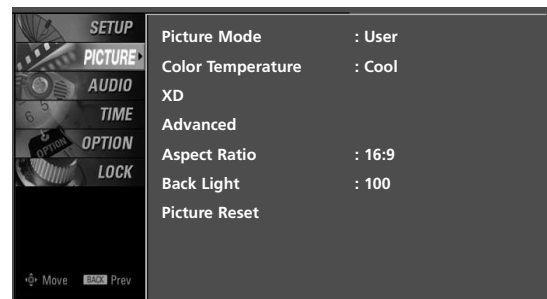 SETUP
PICTURE
AUDIO
TIME
OPTION
LOCK
Move BACK Prev
Picture Mode : User
Color Temperature : Cool
XD
Advanced
Aspect Ratio : 16:9
Back Light : 100
Picture Reset
OPTION